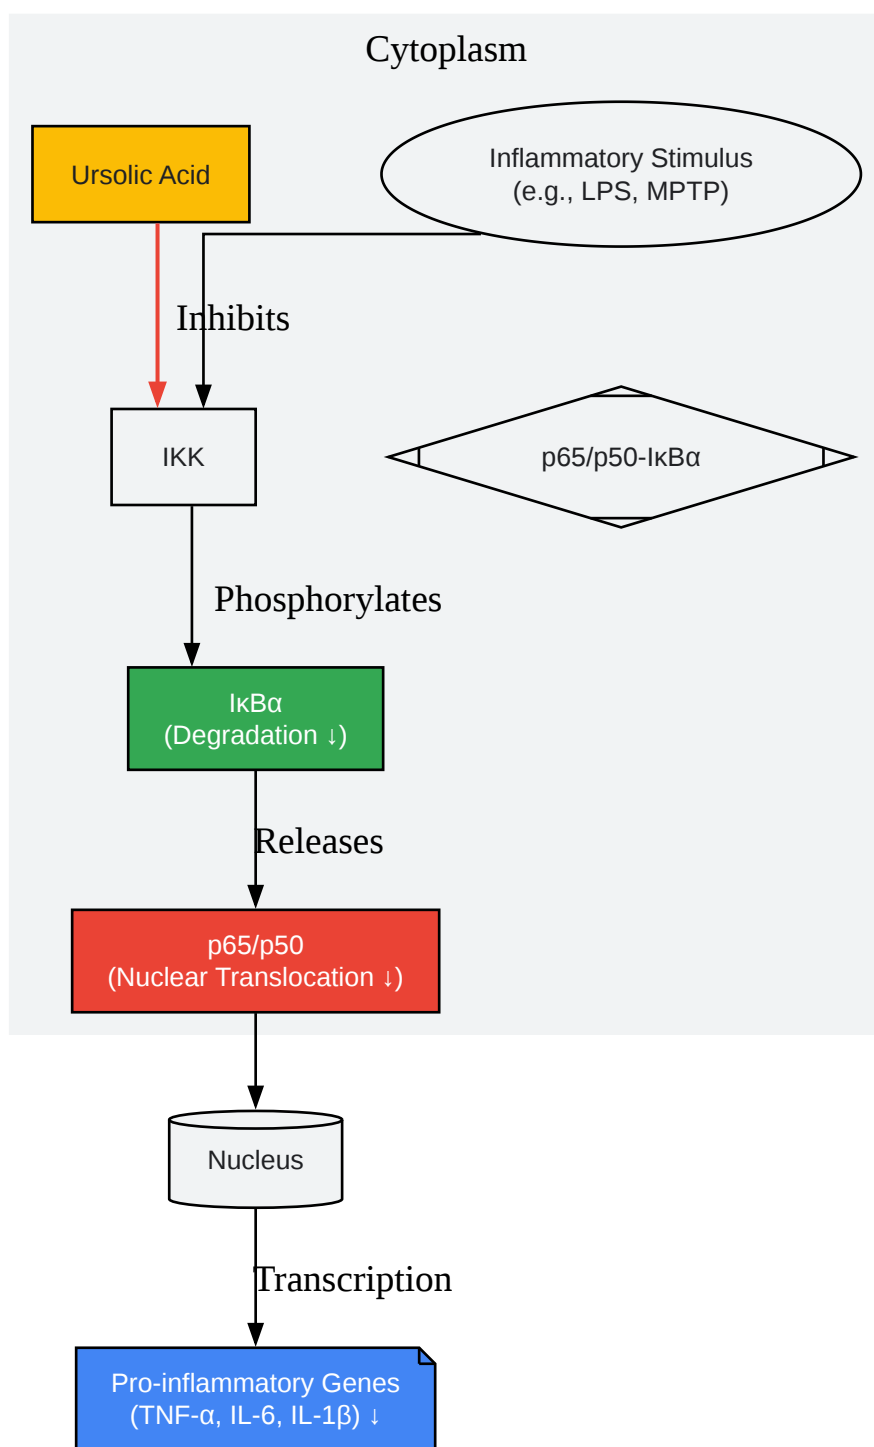 Cytoplasm
Ursolic Acid
Inflammatory Stimulus
(e.g., LPS, MPTP)
Inhibits
IKK
p65/p50-IκBα
Phosphorylates
IκBα
(Degradation ↓)
Releases
p65/p50
(Nuclear Translocation ↓)
Nucleus
Transcription
Pro-inflammatory Genes
(TNF-α, IL-6, IL-1β) ↓